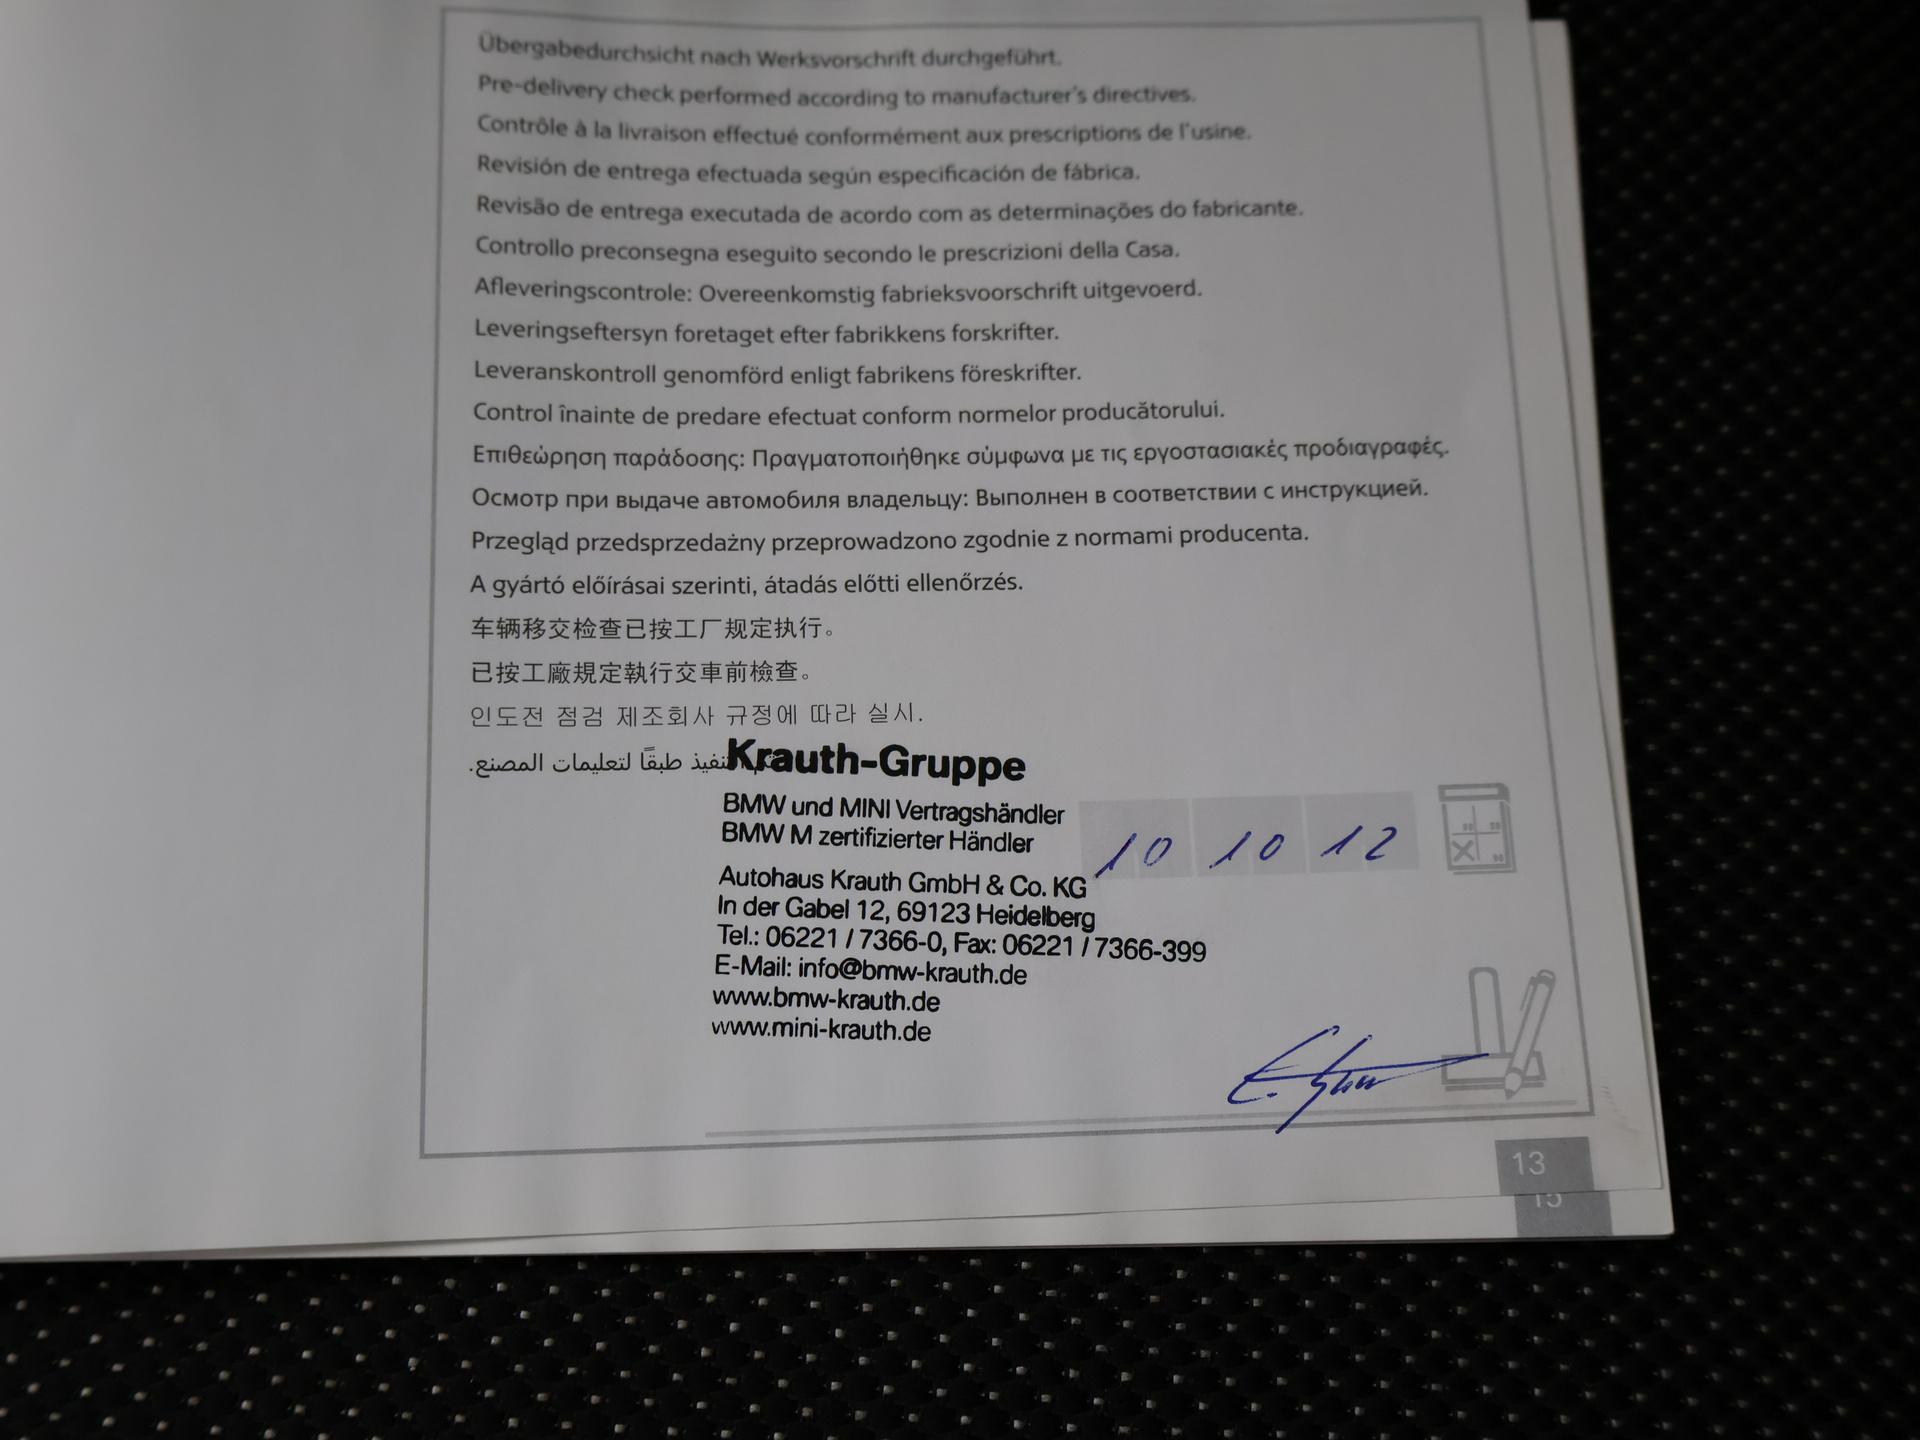 Übergabedurchsicht nach Werksvorschrift durchgeführt.
Pre-delivery check performed according to manufacturer's directives.
Contrôle à la livraison effectué conformément aux prescriptions de l'usine.
Revisión de entrega efectuada según especificación de fábrica.
Revisão de entrega executada de acordo com as determinações do fabricante.
Controllo preconsegna eseguito secondo le prescrizioni della Casa.
Afleveringscontrole: Overeenkomstig fabrieksvoorschrift uitgevoerd.
Leveringseftersyn foretaget efter fabrikkens forskrifter.
Leveranskontroll genomförd enligt fabrikens föreskrifter.
Control înainte de predare efectuat conform normelor producătorului.
Επιθεώρηση παράδοσης: Πραγματοποιήθηκε σύμφωνα με τις εργοστασιακές προδιαγραφές.
Осмотр при выдаче автомобиля владельцу: Выполнен в соответствии с инструкцией.
Przegląd przedsprzedażny przeprowadzono zgodnie z normami producenta.
A gyártó előírásai szerinti, átadás előtti ellenőrzés.
车辆移交检查已按工厂规定执行。
已按工廠規定執行交車前檢查。
인도전 점검 제조회사 규정에 따라 실시.
طبقًا لتعليمات المصنع.
Krauth-Gruppe
BMW und MINI Vertragshändler
BMW M zertifizierter Händler
10 10 12
Autohaus Krauth GmbH & Co. KG
In der Gabel 12, 69123 Heidelberg
Tel.: 06221 / 7366-0, Fax: 06221 / 7366-399
E-Mail: info@bmw-krauth.de
www.bmw-krauth.de
www.mini-krauth.de
13
15